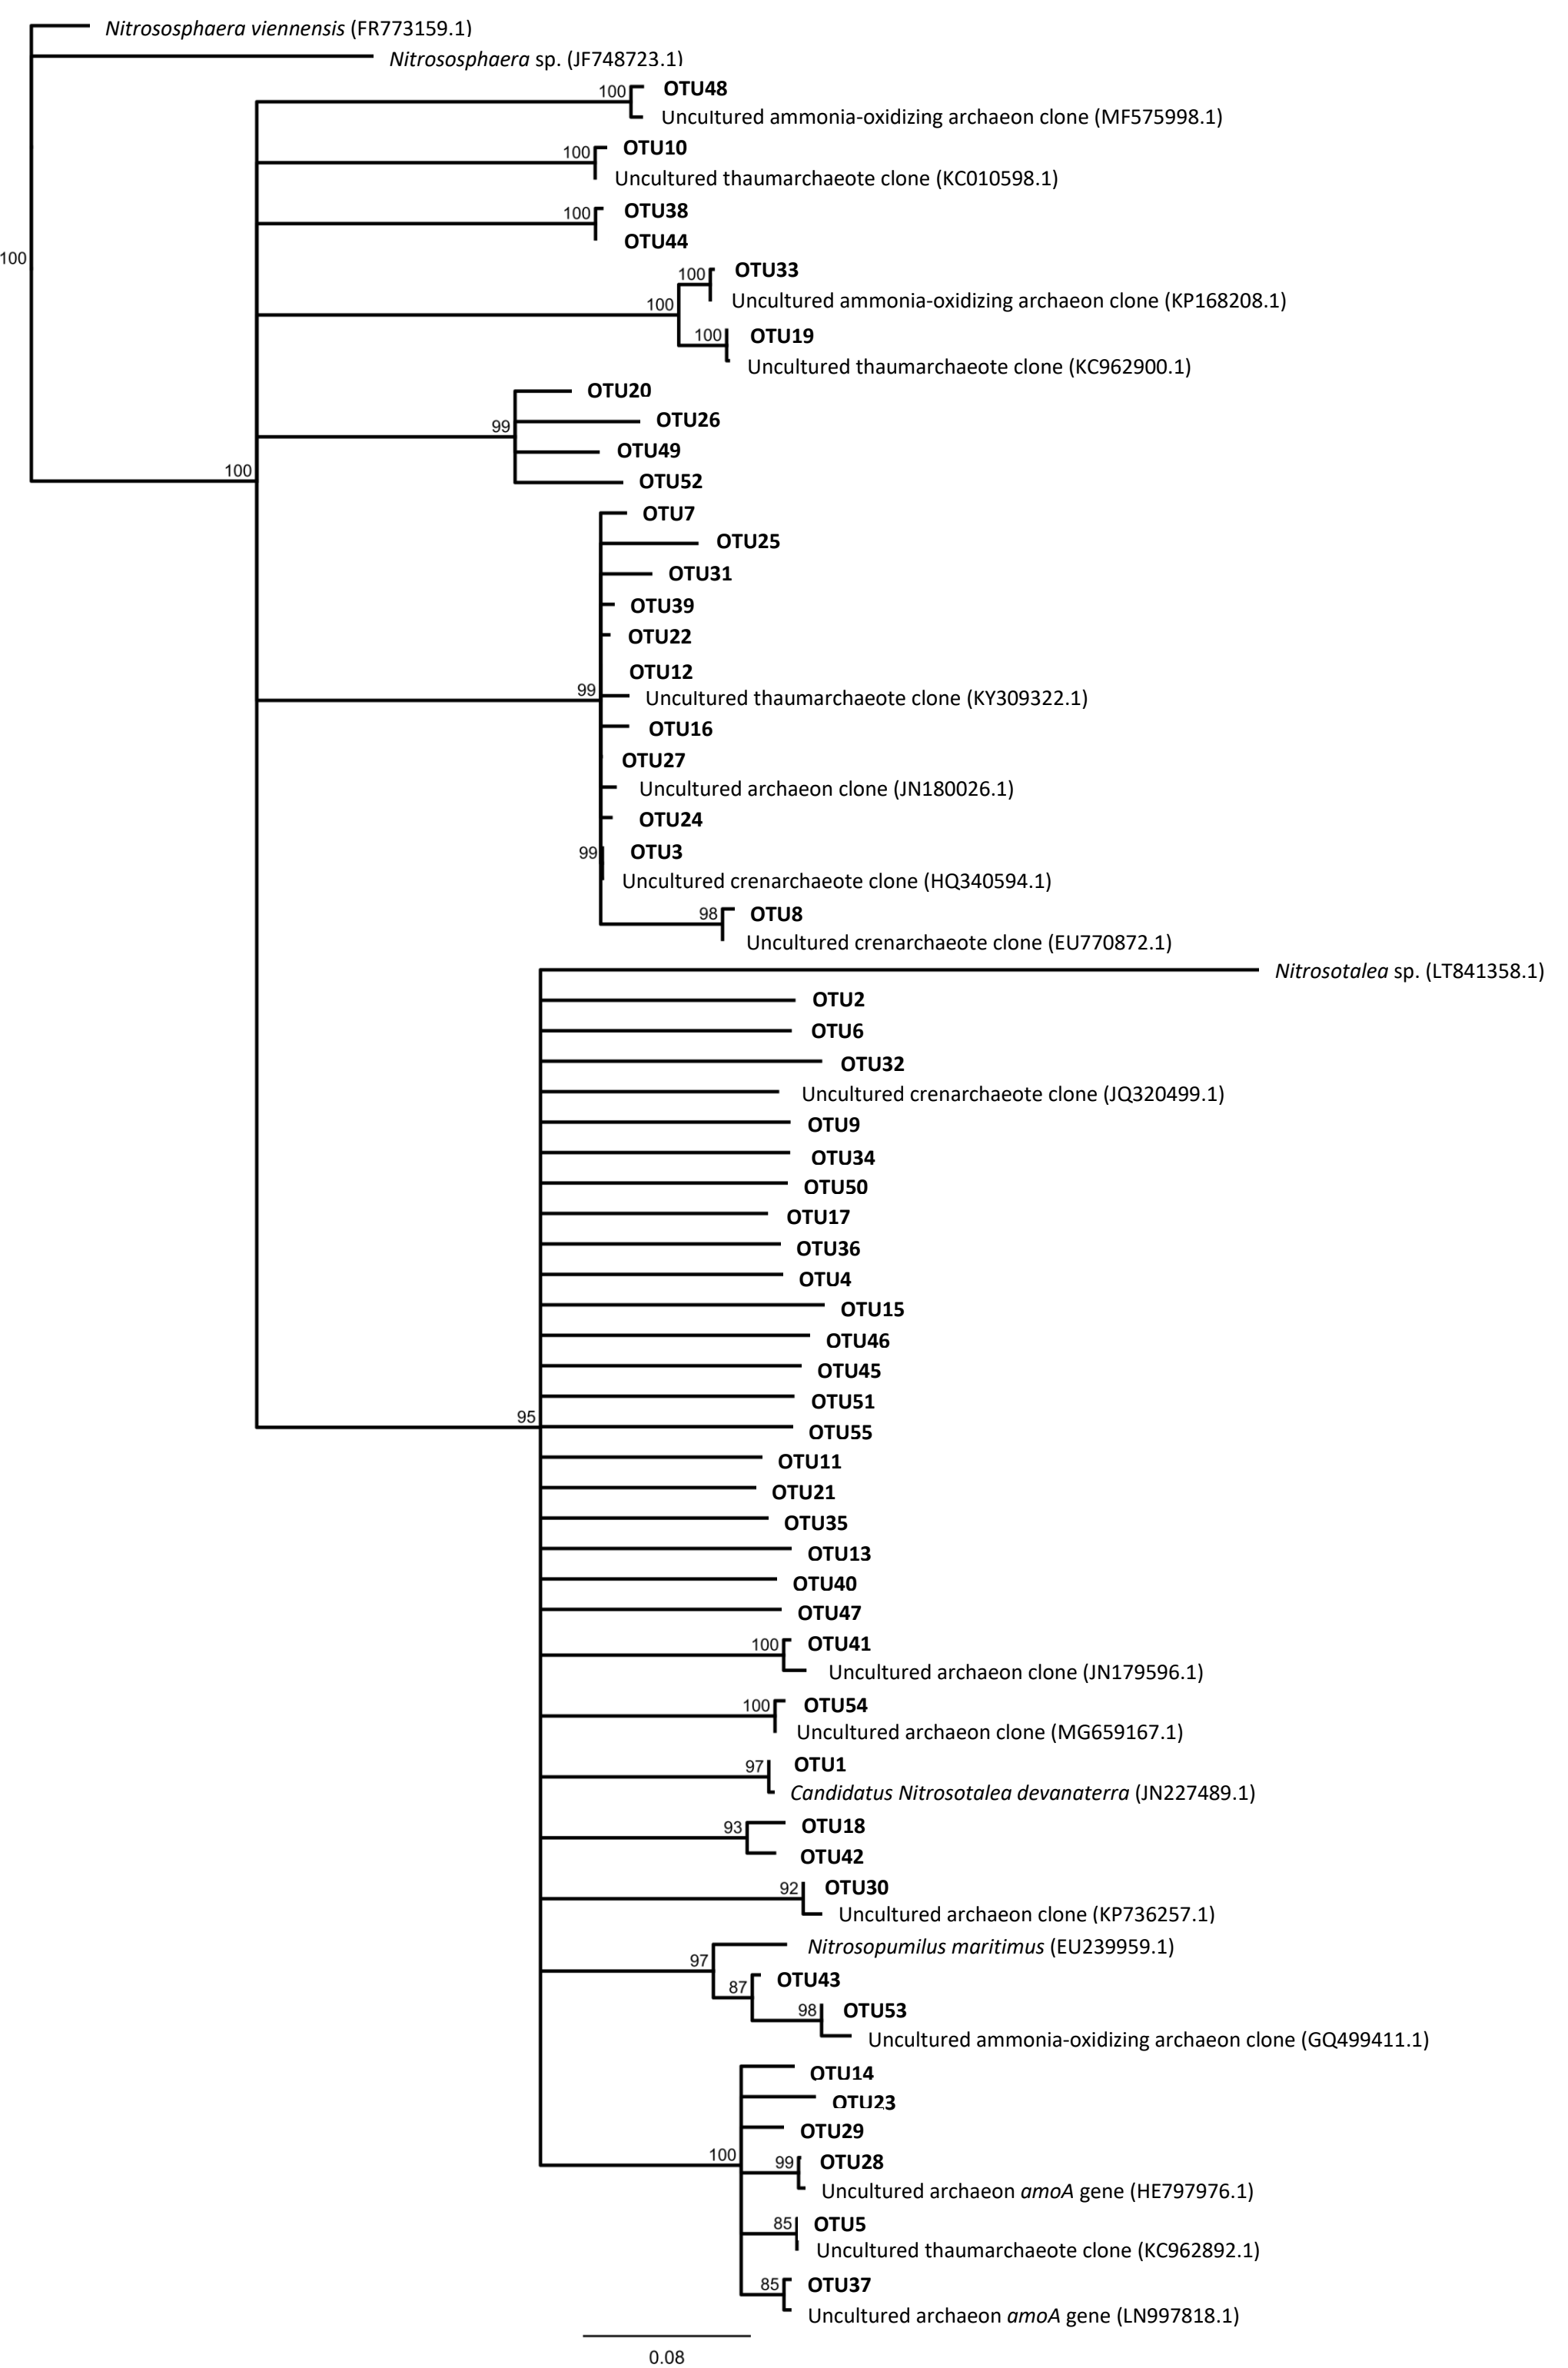 Nitrososphaera viennensis (FR773159.1)
Nitrososphaera sp. (JF748723.1)
100 OTU48
Uncultured ammonia-oxidizing archaeon clone (MF575998.1)
100 OTU10
Uncultured thaumarchaeote clone (KC010598.1)
100 OTU38
OTU44
100
100 OTU33
Uncultured ammonia-oxidizing archaeon clone (KP168208.1)
100
100 OTU19
Uncultured thaumarchaeote clone (KC962900.1)
OTU20
OTU26
99
OTU49
100
OTU52
OTU7
OTU25
OTU31
OTU39
OTU22
OTU12
99
Uncultured thaumarchaeote clone (KY309322.1)
OTU16
OTU27
Uncultured archaeon clone (JN180026.1)
OTU24
99 OTU3
Uncultured crenarchaeote clone (HQ340594.1)
98 OTU8
Uncultured crenarchaeote clone (EU770872.1)
Nitrosotalea sp. (LT841358.1)
OTU2
OTU6
OTU32
Uncultured crenarchaeote clone (JQ320499.1)
OTU9
OTU34
OTU50
OTU17
OTU36
OTU4
OTU15
OTU46
OTU45
OTU51
95
OTU55
OTU11
OTU21
OTU35
OTU13
OTU40
OTU47
100 OTU41
Uncultured archaeon clone (JN179596.1)
100 OTU54
Uncultured archaeon clone (MG659167.1)
97 OTU1
Candidatus Nitrosotalea devanaterra (JN227489.1)
93 OTU18
OTU42
92 OTU30
Uncultured archaeon clone (KP736257.1)
Nitrosopumilus maritimus (EU239959.1)
97
87 OTU43
98 OTU53
Uncultured ammonia-oxidizing archaeon clone (GQ499411.1)
OTU14
OTU23
OTU29
100
99 OTU28
Uncultured archaeon amoA gene (HE797976.1)
85 OTU5
Uncultured thaumarchaeote clone (KC962892.1)
85 OTU37
Uncultured archaeon amoA gene (LN997818.1)
0.08